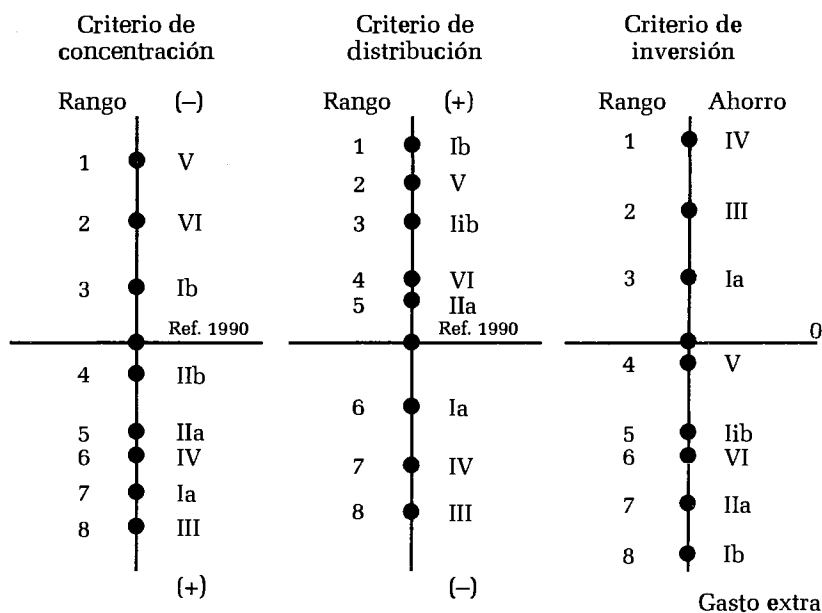 Criterio de
concentración
Rango (–)
1 V
2 VI
3 Ib
Ref. 1990
4 IIb
5 IIa
6 IV
7 Ia
8 III
(+)
Criterio de
distribución
Rango (+)
1 Ib
2 V
3 Iib
4 VI
5 IIa
Ref. 1990
6 Ia
7 IV
8 III
(–)
Criterio de
inversión
Rango Ahorro
1 IV
2 III
3 Ia
0
4 V
5 Iib
6 VI
7 IIa
8 Ib
Gasto extra